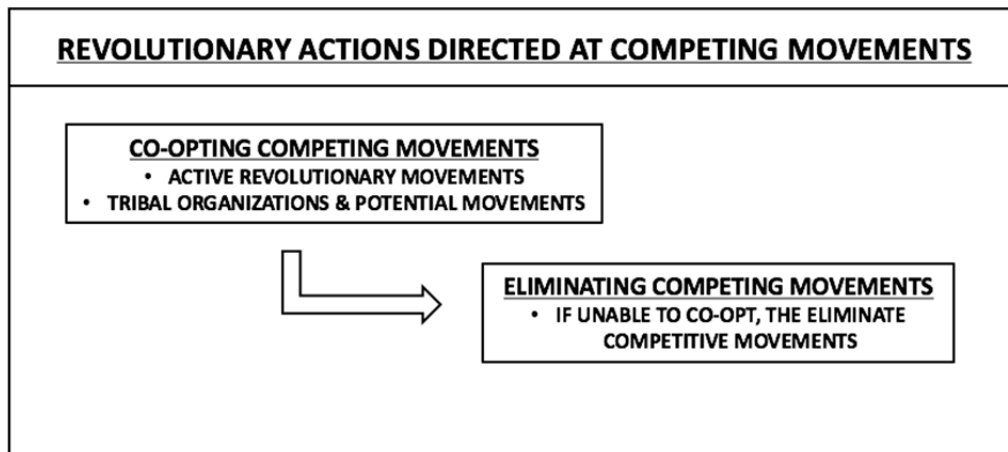 REVOLUTIONARY ACTIONS DIRECTED AT COMPETING MOVEMENTS
CO-OPTING COMPETING MOVEMENTS
• ACTIVE REVOLUTIONARY MOVEMENTS
• TRIBAL ORGANIZATIONS & POTENTIAL MOVEMENTS
ELIMINATING COMPETING MOVEMENTS
• IF UNABLE TO CO-OPT, THE ELIMINATE
COMPETITIVE MOVEMENTS